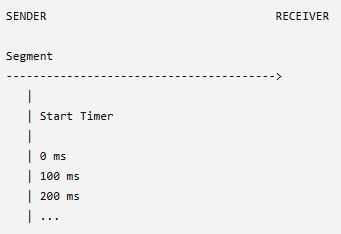 SENDER RECEIVER
Segment
---------------------------------------->
|
| Start Timer
|
| 0 ms
| 100 ms
| 200 ms
| ...